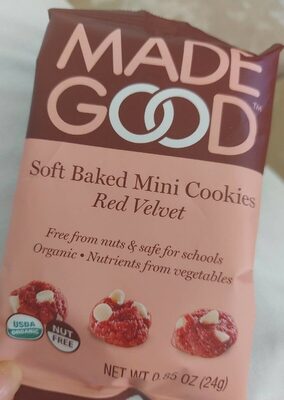 MADE
GOOD™
Soft Baked Mini Cookies
Red Velvet
Free from nuts & safe for schools
Organic • Nutrients from vegetables
USDA
ORGANIC
NUT
FREE
NET WT 0.85 OZ (24g)